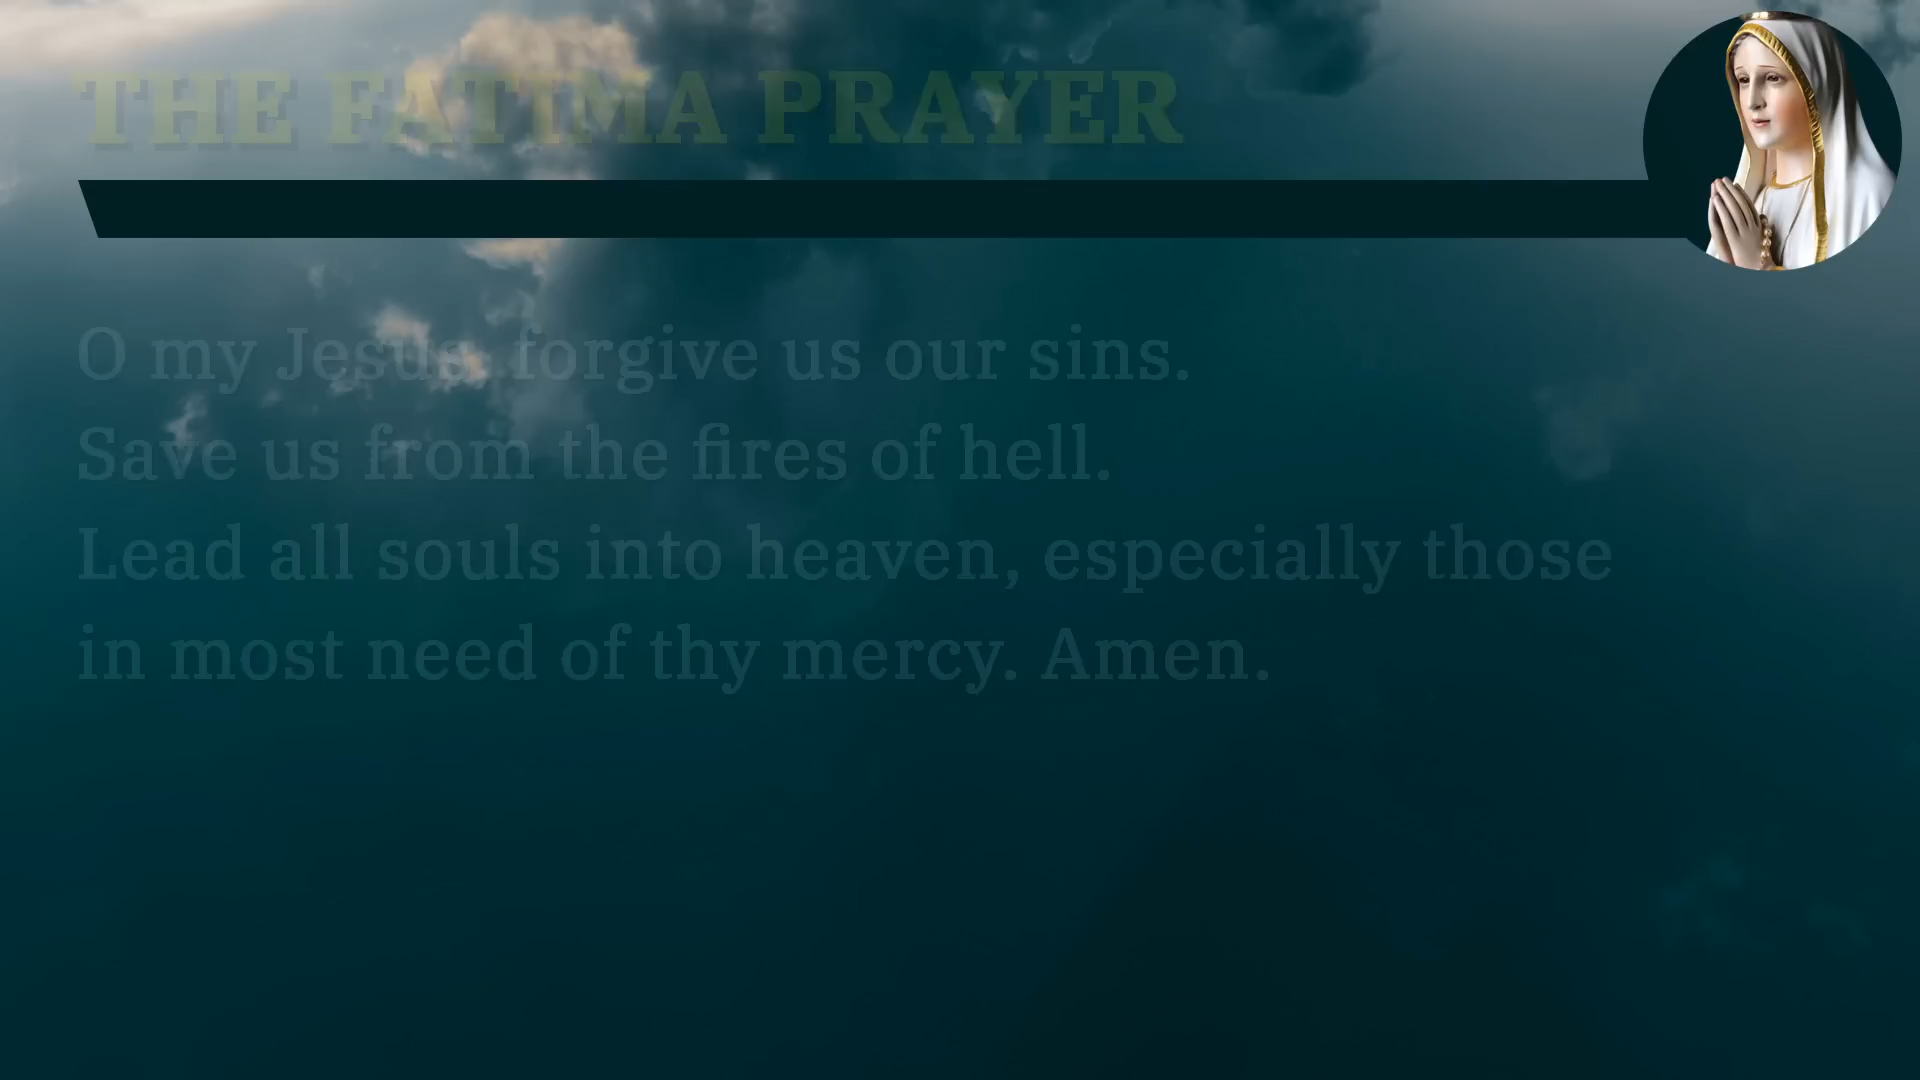 THE FATIMA PRAYER
O my Jesus, forgive us our sins.
Save us from the fires of hell.
Lead all souls into heaven, especially those
in most need of thy mercy. Amen.